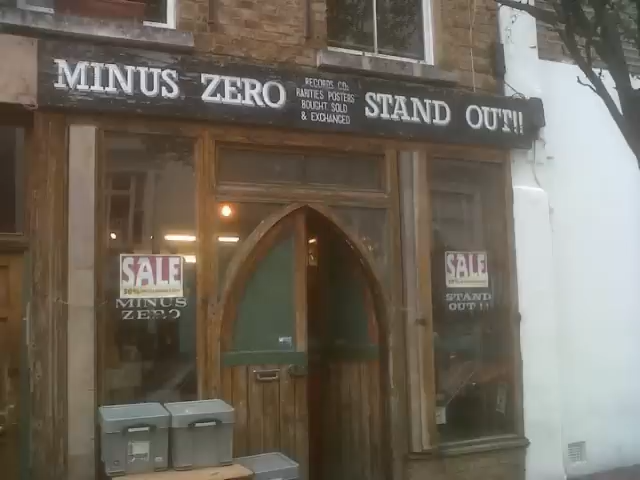 MINUS ZERO
RECORDS CDs
RARITIES POSTERS
BOUGHT SOLD
& EXCHANGED
STAND OUT!!
SALE
MINUS
ZERO
SALE
STAND
OUT!!